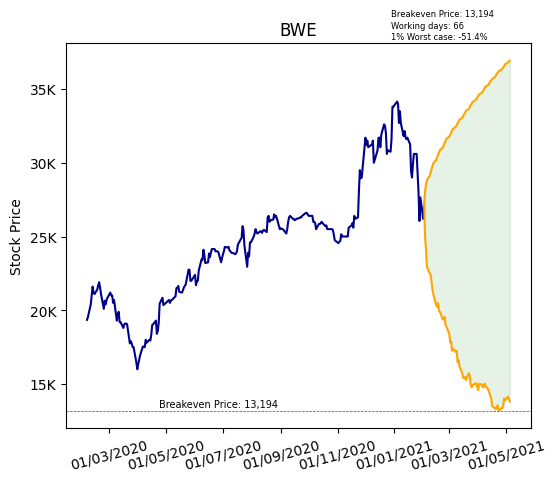 Breakeven Price: 13,194
Working days: 66
1% Worst case: -51.4%
BWE
Stock Price
35K
30K
25K
20K
15K
Breakeven Price: 13,194
01/03/2020
01/05/2020
01/07/2020
01/09/2020
01/11/2020
01/01/2021
01/03/2021
01/05/2021